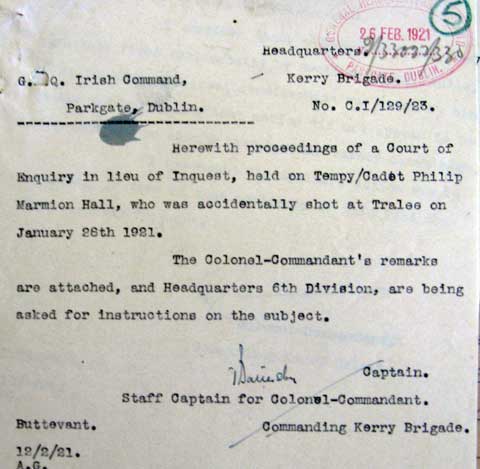 5
26 FEB. 1921
PARKGATE, DUBLIN.
Headquarters.
G. Q. Irish Command,
Kerry Brigade.
Parkgate, Dublin.
No. C.I/129/23.
Herewith proceedings of a Court of
Enquiry in lieu of Inquest, held on Tempy/Cadet Philip
Marmion Hall, who was accidentally shot at Tralee on
January 26th 1921.
The Colonel-Commandant's remarks
are attached, and Headquarters 6th Division, are being
asked for instructions on the subject.
Captain.
Staff Captain for Colonel-Commandant.
Buttevant.
Commanding Kerry Brigade.
12/2/21.
A.G.